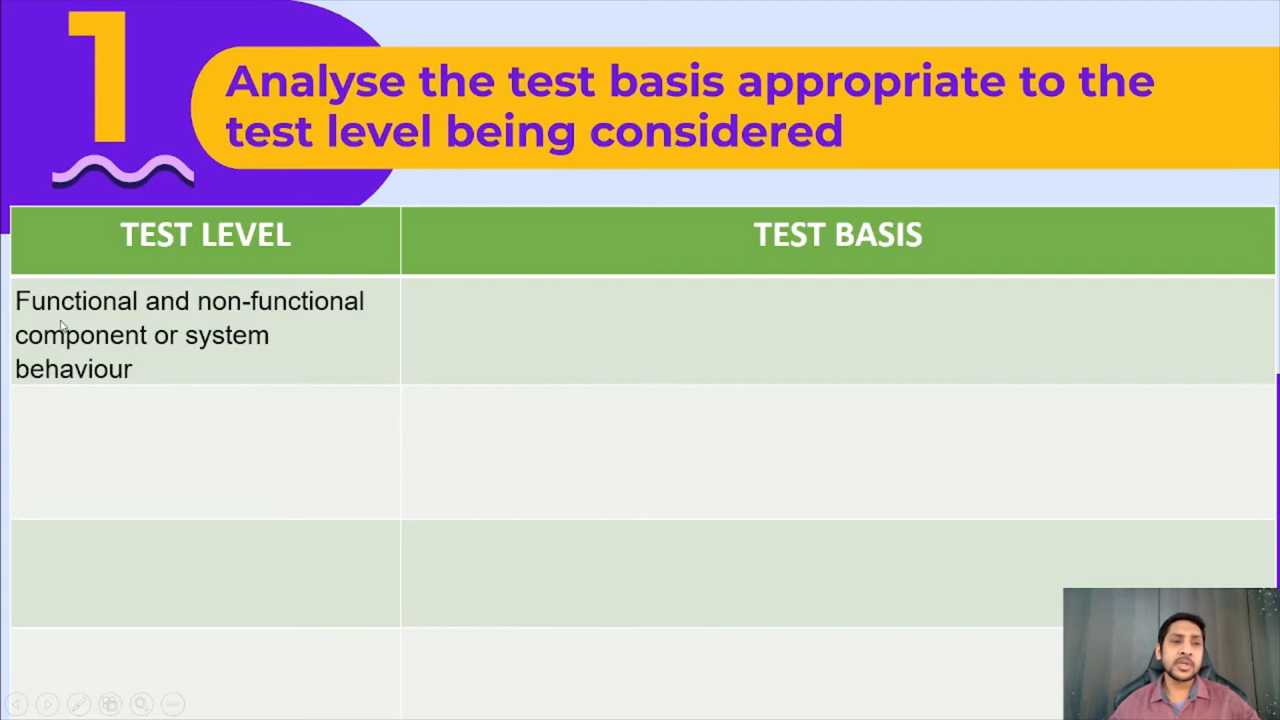 1
Analyse the test basis appropriate to the
test level being considered
TEST LEVEL
TEST BASIS
Functional and non-functional
component or system
behaviour